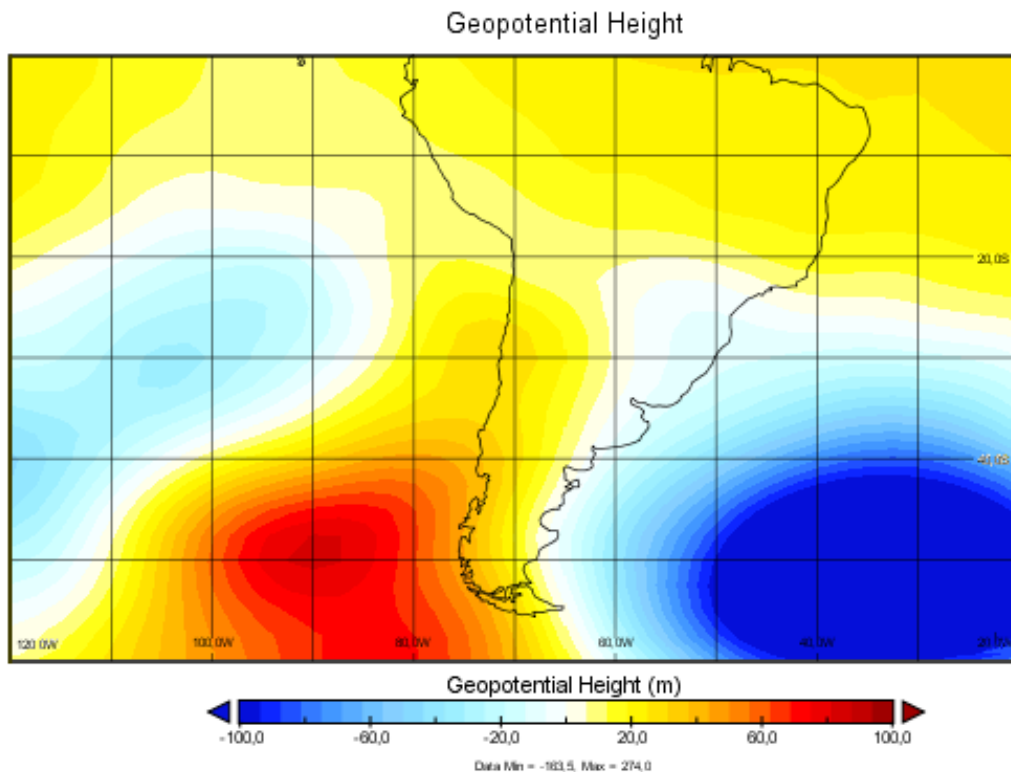 Geopotential Height
20,0S
40,0S
120,0W 100,0W 80,0W 60,0W 40,0W 20,0W
Geopotential Height (m)
-100,0 -60,0 -20,0 20,0 60,0 100,0
Data Min = -163,5, Max = 274,0